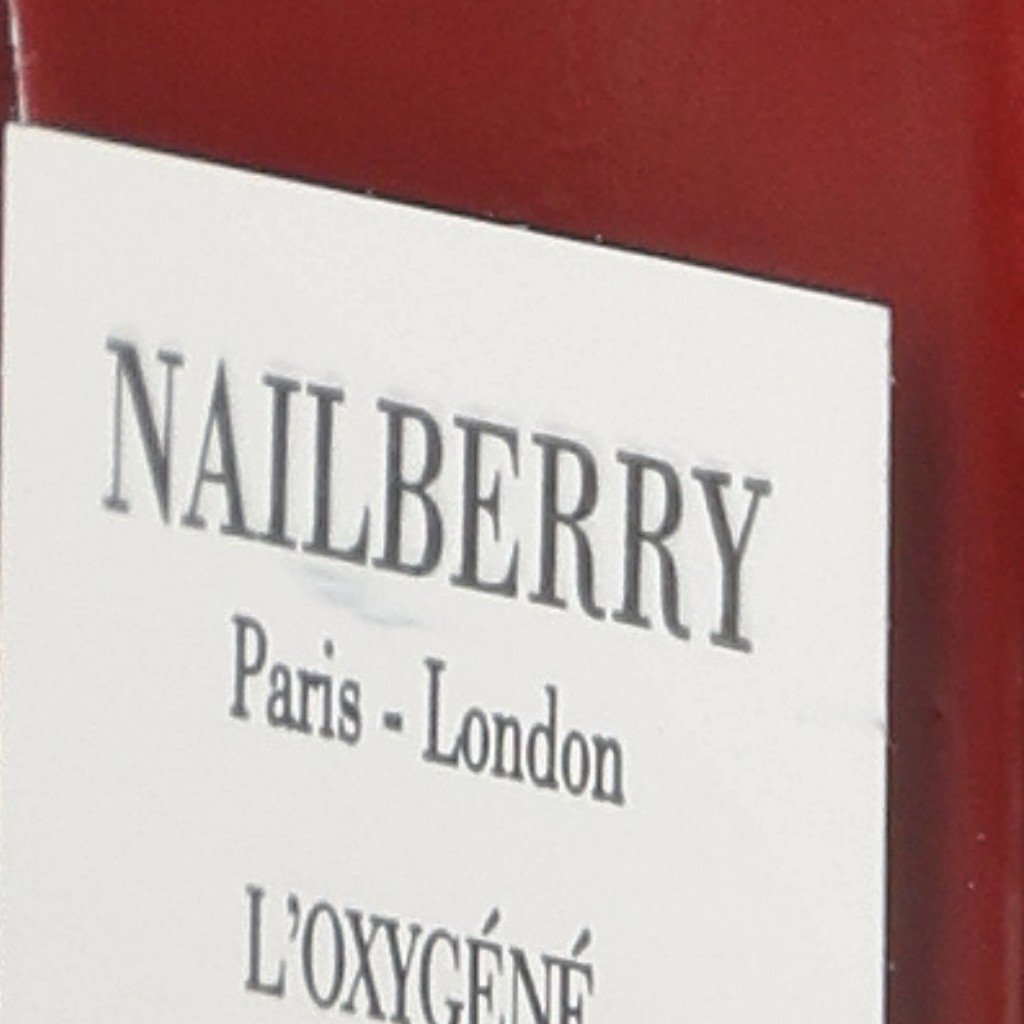 NAILBERRY
Paris - London
L'OXYGÉNÉ